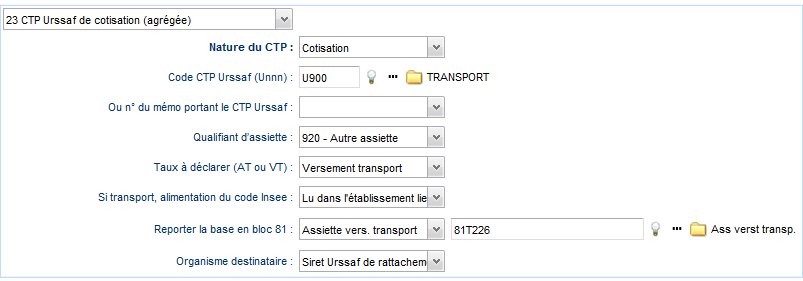 23 CTP Urssaf de cotisation (agrégée)
Nature du CTP : Cotisation
Code CTP Urssaf (Unnn) : U900 ... TRANSPORT
Ou n° du mémo portant le CTP Urssaf :
Qualifiant d'assiette : 920 - Autre assiette
Taux à déclarer (AT ou VT) : Versement transport
Si transport, alimentation du code Insee : Lu dans l'établissement lie
Reporter la base en bloc 81 : Assiette vers. transport 81T226 ... Ass verst transp.
Organisme destinataire : Siret Urssaf de rattachem